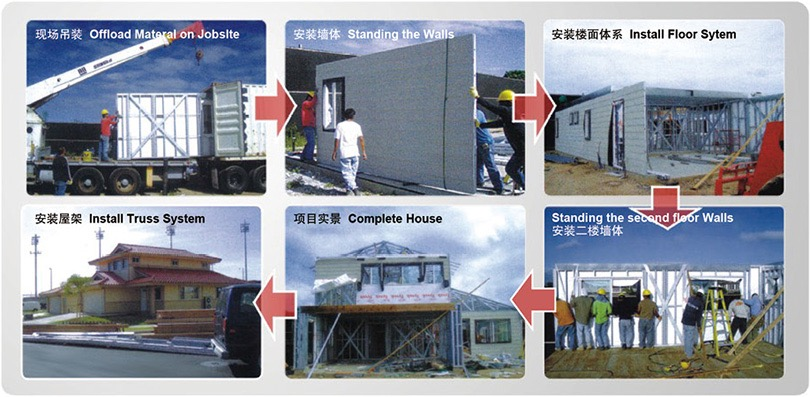 现场吊装 Offload Materal on JobsIte
安装墙体 Standing the Walls
安装楼面体系 Install Floor Sytem
安装屋架 Install Truss System
项目实景 Complete House
Standing the second floor Walls
安装二楼墙体